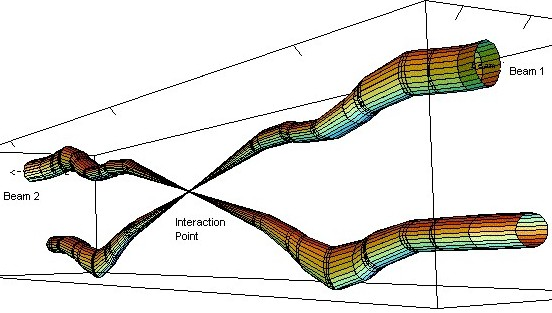 Beam 1
Beam 2
Interaction
Point